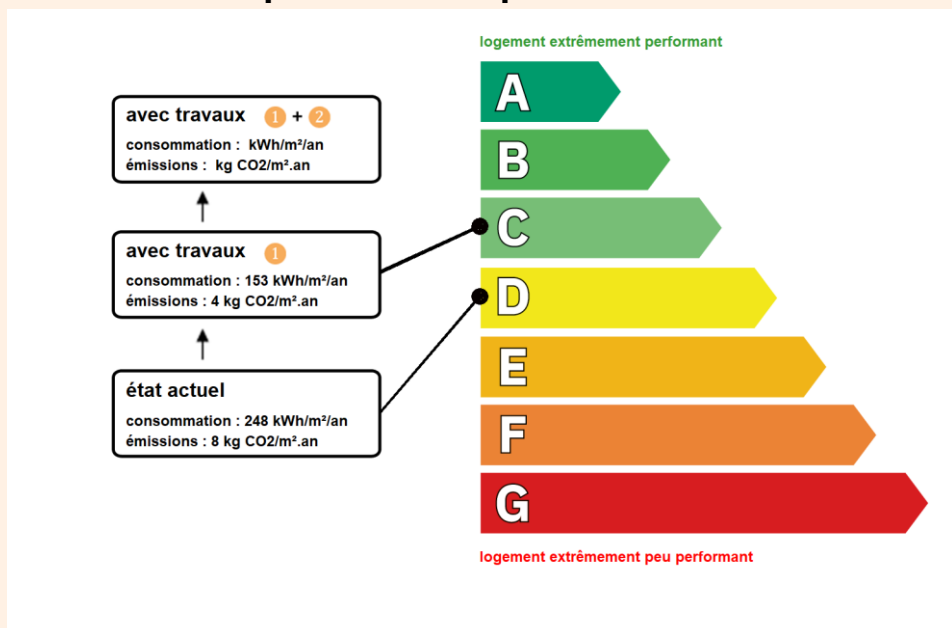 logement extrêmement performant
avec travaux 1 + 2
consommation : kWh/m²/an
émissions : kg CO2/m².an
avec travaux 1
consommation : 153 kWh/m²/an
émissions : 4 kg CO2/m².an
état actuel
consommation : 248 kWh/m²/an
émissions : 8 kg CO2/m².an
A
B
C
D
E
F
G
logement extrêmement peu performant